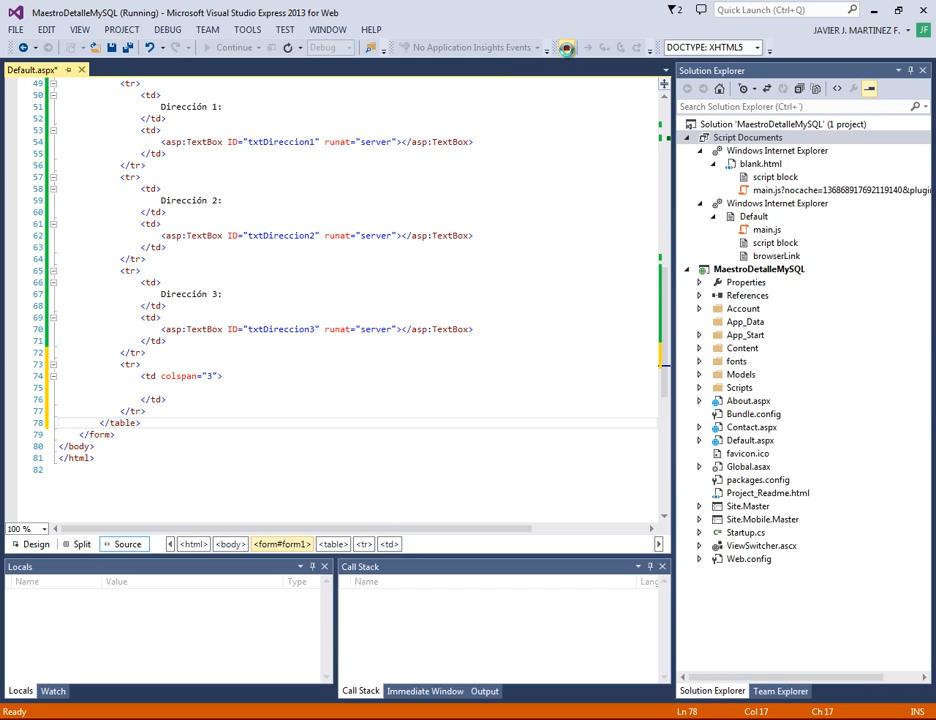 MaestroDetalleMySQL (Running) - Microsoft Visual Studio Express 2013 for Web
2
Quick Launch (Ctrl+Q)
FILE EDIT VIEW PROJECT DEBUG TEAM TOOLS TEST WINDOW HELP
JAVIER J. MARTINEZ F. JF
Continue Debug No Application Insights Events DOCTYPE: XHTML5
Default.aspx*
49 <tr>
50 <td>
51 Dirección 1:
52 </td>
53 <td>
54 <asp:TextBox ID="txtDireccion1" runat="server"></asp:TextBox>
55 </td>
56 </tr>
57 <tr>
58 <td>
59 Dirección 2:
60 </td>
61 <td>
62 <asp:TextBox ID="txtDireccion2" runat="server"></asp:TextBox>
63 </td>
64 </tr>
65 <tr>
66 <td>
67 Dirección 3:
68 </td>
69 <td>
70 <asp:TextBox ID="txtDireccion3" runat="server"></asp:TextBox>
71 </td>
72 </tr>
73 <tr>
74 <td colspan="3">
75
76 </td>
77 </tr>
78 </table>
79 </form>
80 </body>
81 </html>
82
100 %
Design Split Source <html> <body> <form#form1> <table> <tr> <td>
Locals
Name Value Type
Locals Watch
Call Stack
Name Lang
Call Stack Immediate Window Output
Solution Explorer
Search Solution Explorer (Ctrl+´)
Solution 'MaestroDetalleMySQL' (1 project)
Script Documents
Windows Internet Explorer
blank.html
script block
main.js?nocache=136868917692119140&plugin
Windows Internet Explorer
Default
main.js
script block
browserLink
MaestroDetalleMySQL
Properties
References
Account
App_Data
App_Start
Content
fonts
Models
Scripts
About.aspx
Bundle.config
Contact.aspx
Default.aspx
favicon.ico
Global.asax
packages.config
Project_Readme.html
Site.Master
Site.Mobile.Master
Startup.cs
ViewSwitcher.ascx
Web.config
Solution Explorer Team Explorer
Ready Ln 78 Col 17 Ch 17 INS